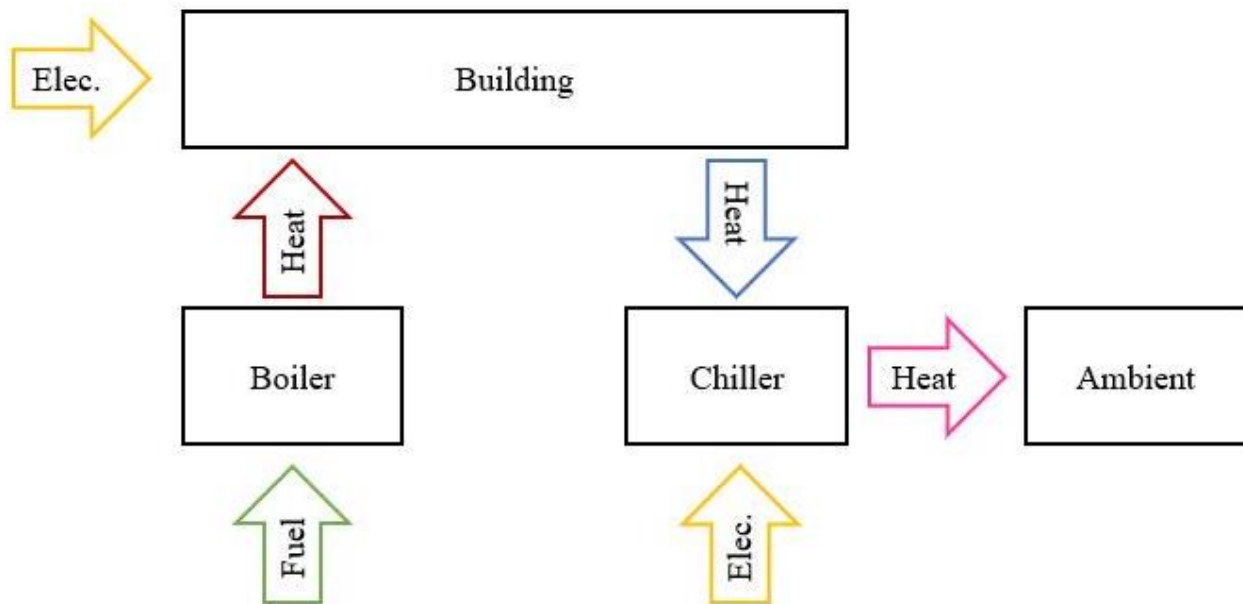 Elec.
Building
Heat
Heat
Boiler
Chiller
Heat
Ambient
Fuel
Elec.